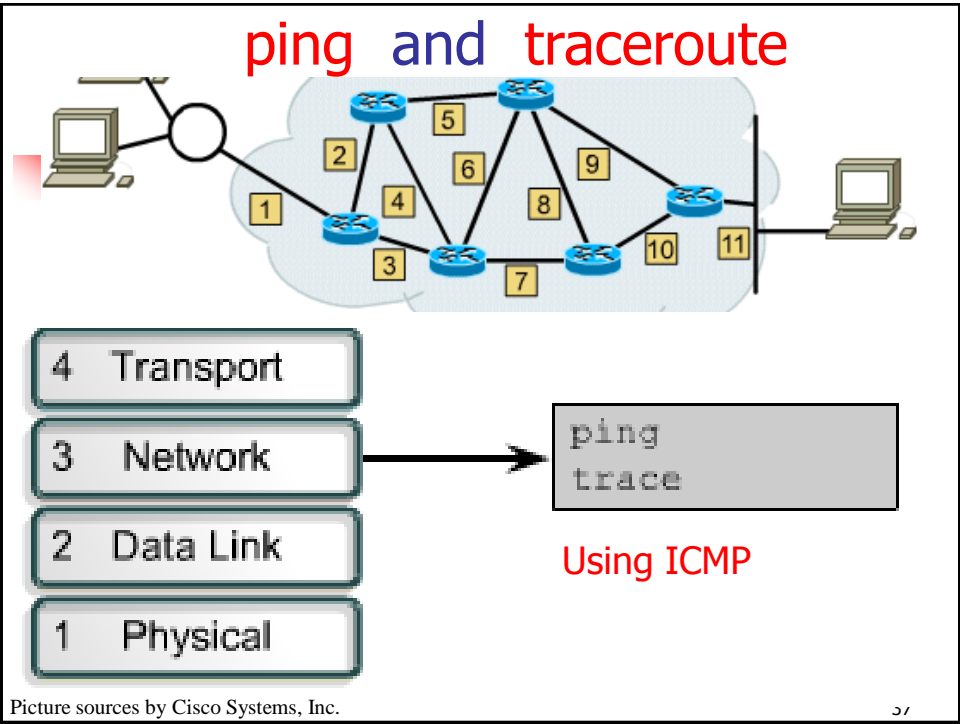 ping and traceroute
5
2
6
9
4
8
1
3
7
10
11
4 Transport
3 Network
2 Data Link
1 Physical
ping
trace
Using ICMP
Picture sources by Cisco Systems, Inc.